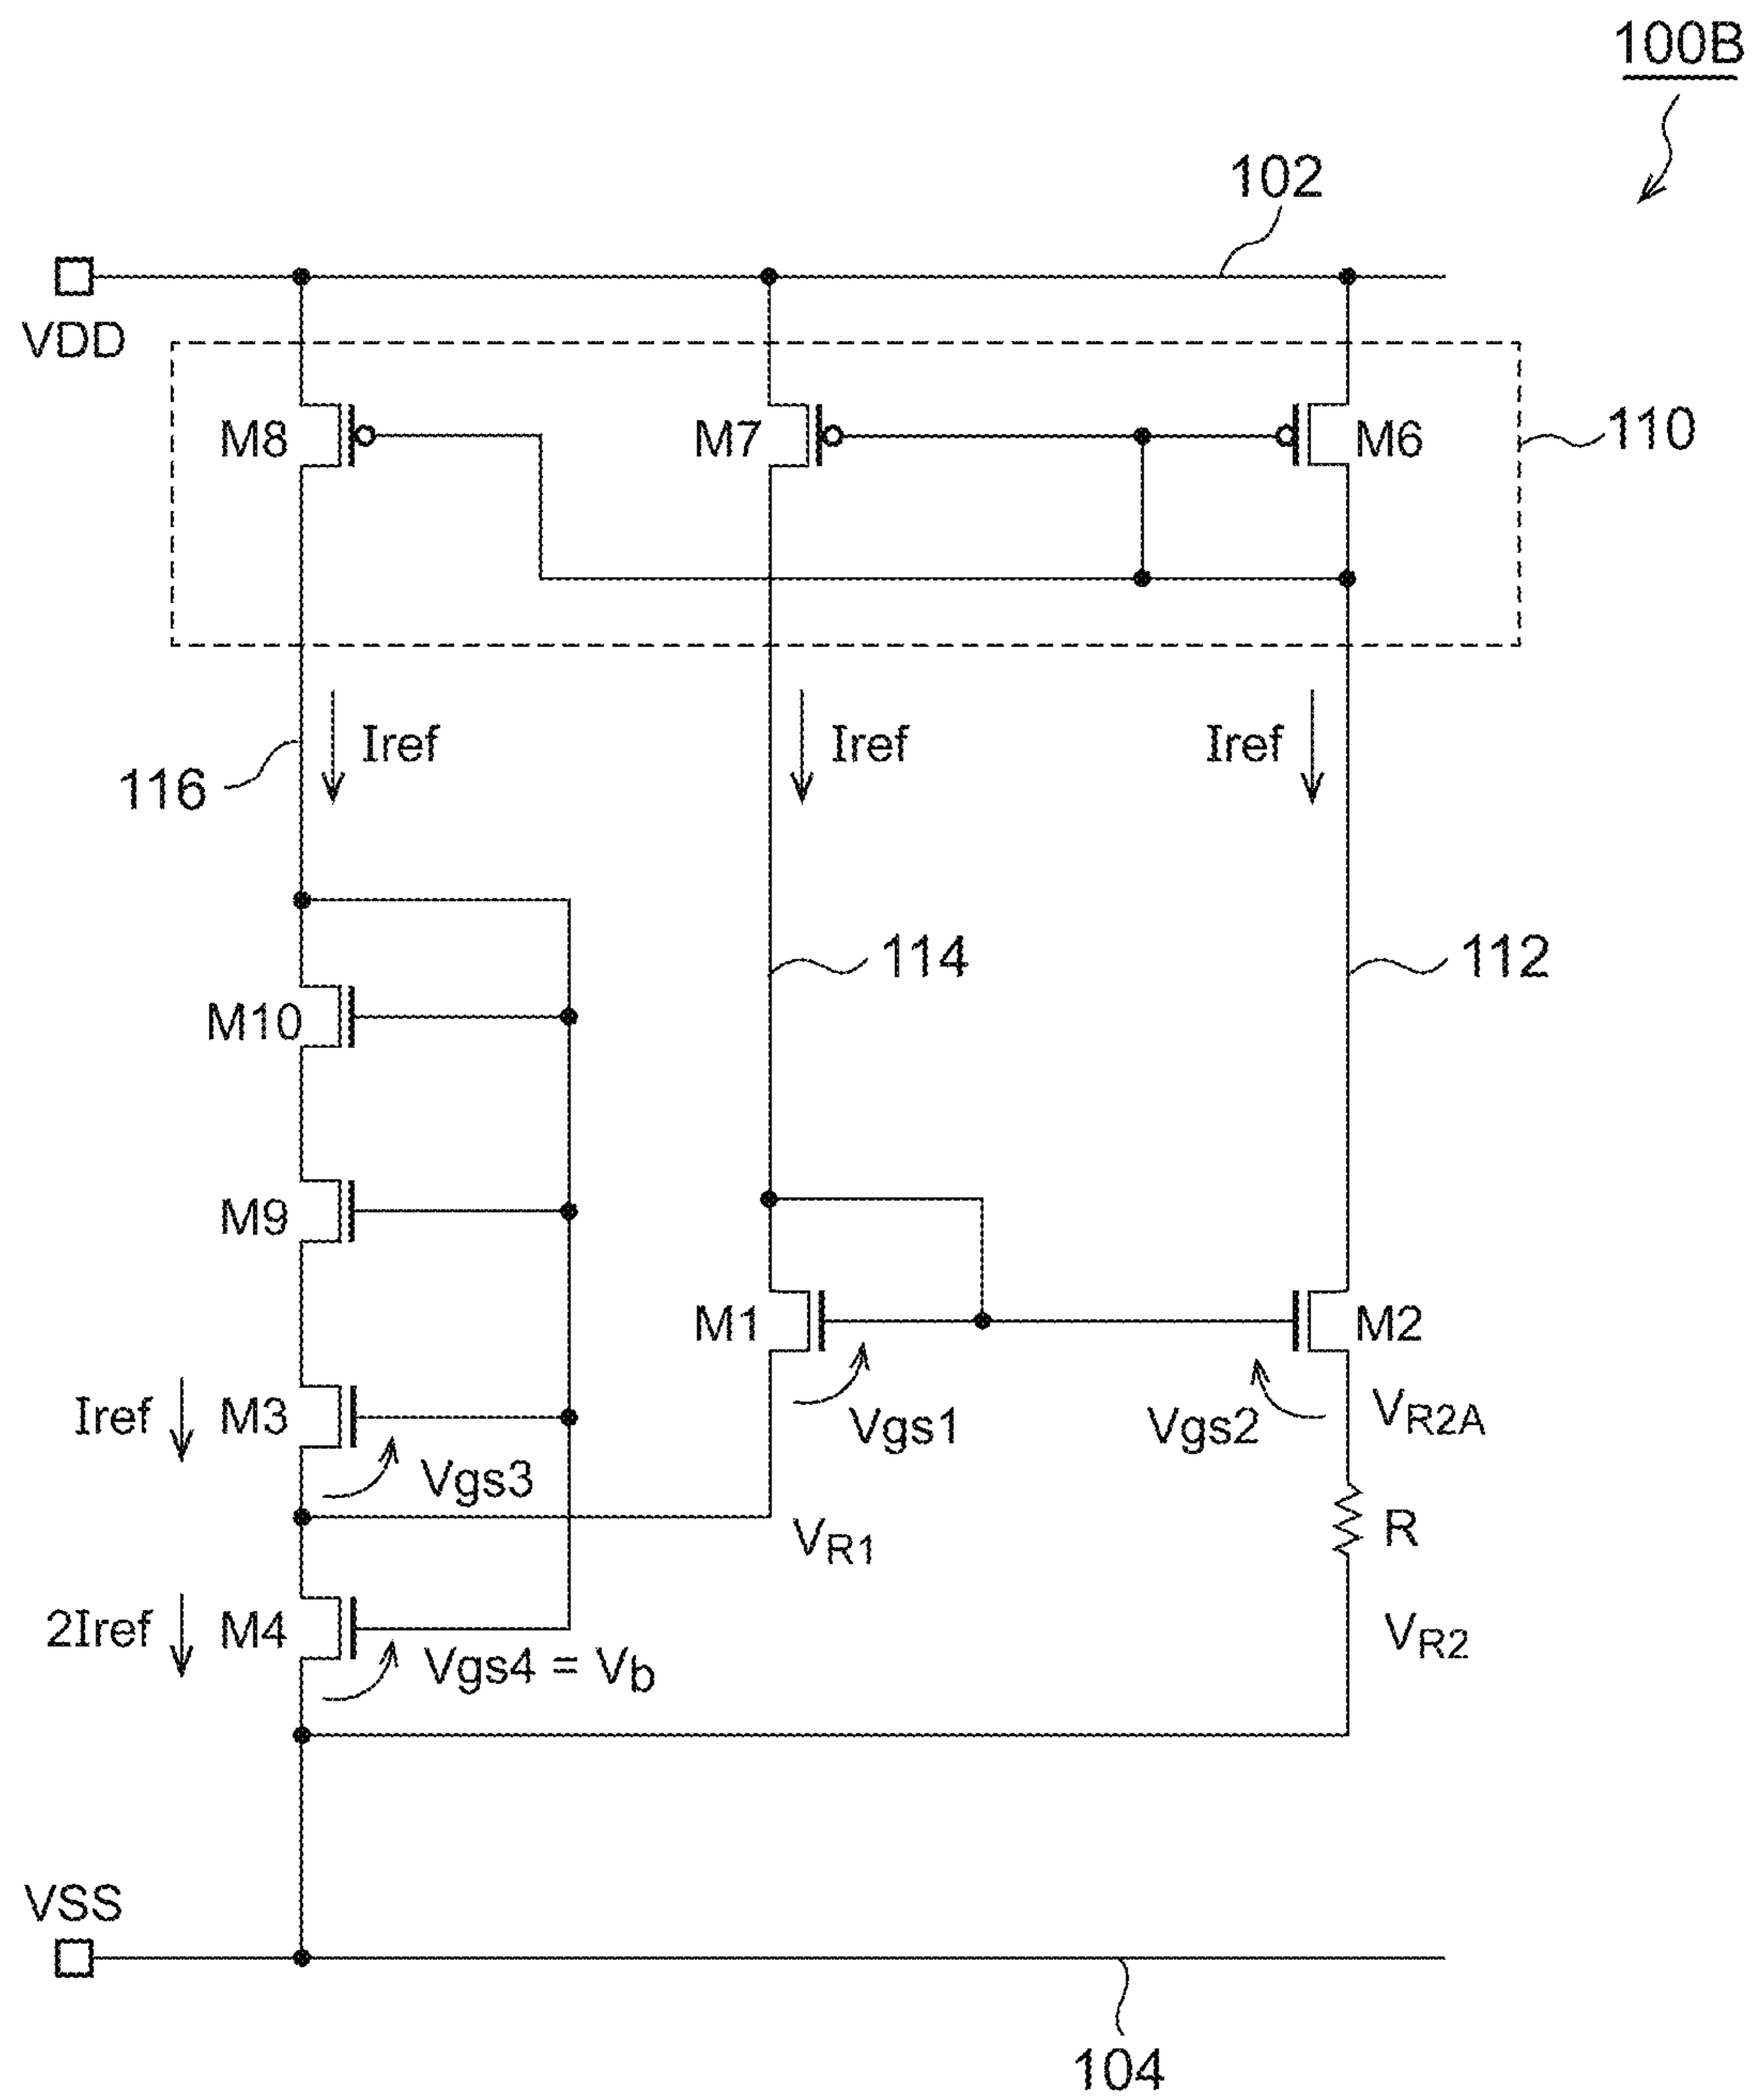 100B
102
VDD
M8
M7
M6
110
Iref
Iref
Iref
116
114
112
M10
M9
M1
M2
Iref
M3
Vgs1
Vgs2
VR2A
Vgs3
VR1
R
2Iref
M4
Vgs4 = Vb
VR2
VSS
104